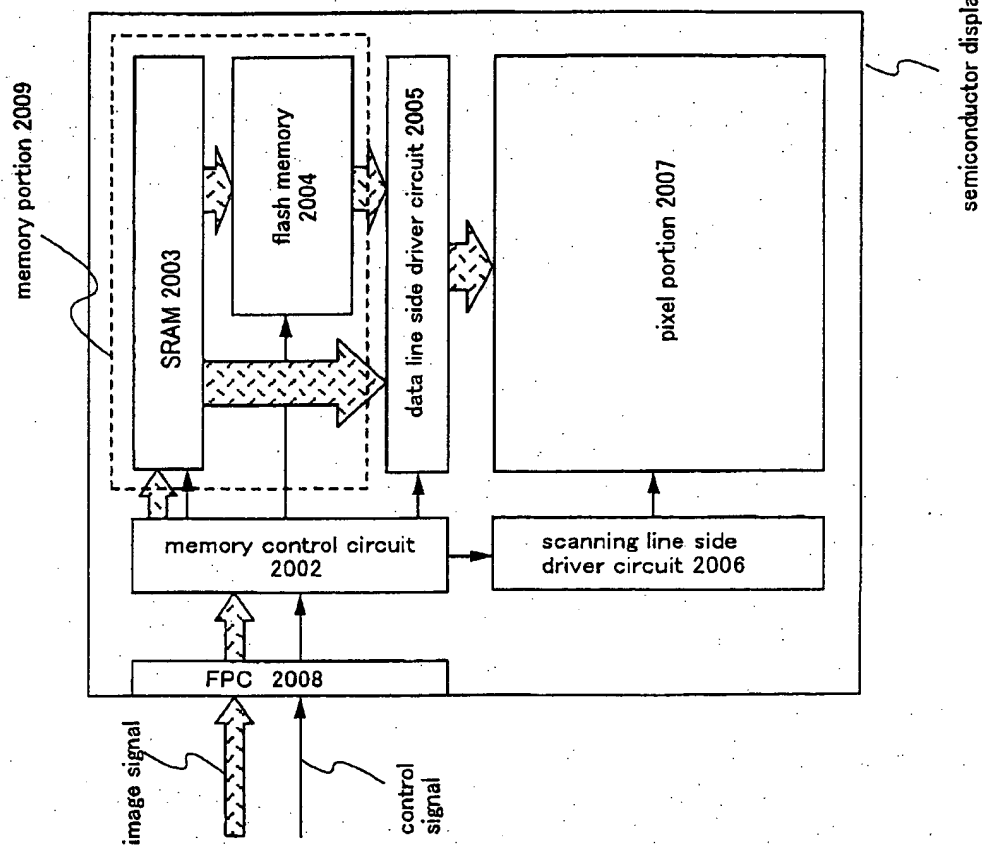 memory portion 2009
SRAM 2003
flash memory
2004
data line side driver circuit 2005
pixel portion 2007
semiconductor
memory control circuit
2002
scanning line side
driver circuit 2006
FPC 2008
image signal
control
signal